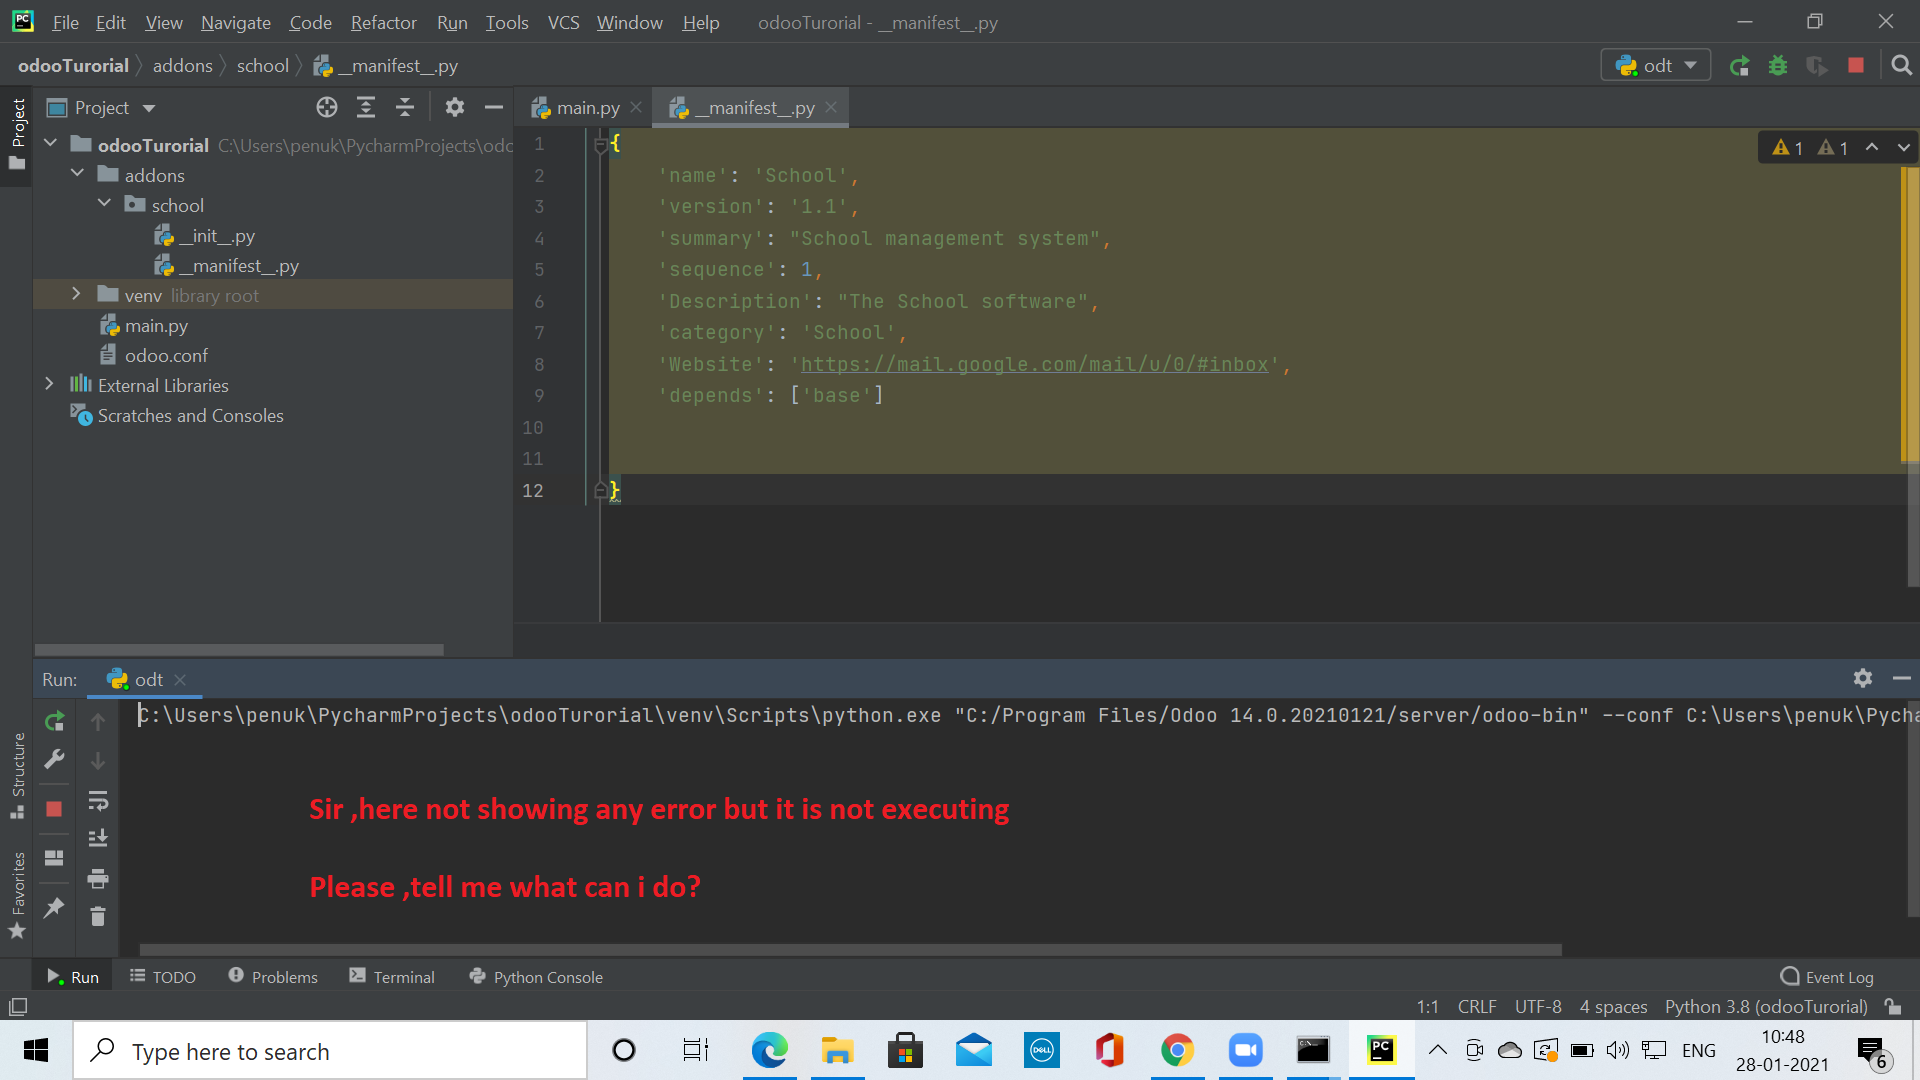 File Edit View Navigate Code Refactor Run Tools VCS Window Help odooTurorial - __manifest__.py
odooTurorial addons school __manifest__.py odt
Project main.py __manifest__.py
Project
odooTurorial C:\Users\penuk\PycharmProjects\odo
addons
school
__init__.py
__manifest__.py
venv library root
main.py
odoo.conf
External Libraries
Scratches and Consoles
1 {
2 'name': 'School',
3 'version': '1.1',
4 'summary': "School management system",
5 'sequence': 1,
6 'Description': "The School software",
7 'category': 'School',
8 'Website': 'https://mail.google.com/mail/u/0/#inbox',
9 'depends': ['base']
10
11
12 }
1 1
Run: odt
C:\Users\penuk\PycharmProjects\odooTurorial\venv\Scripts\python.exe "C:/Program Files/Odoo 14.0.20210121/server/odoo-bin" --conf C:\Users\penuk\Pycha
Sir ,here not showing any error but it is not executing
Please ,tell me what can i do?
Structure
Favorites
Run TODO Problems Terminal Python Console Event Log
1:1 CRLF UTF-8 4 spaces Python 3.8 (odooTurorial)
Type here to search
DELL
ENG
10:48
28-01-2021
6